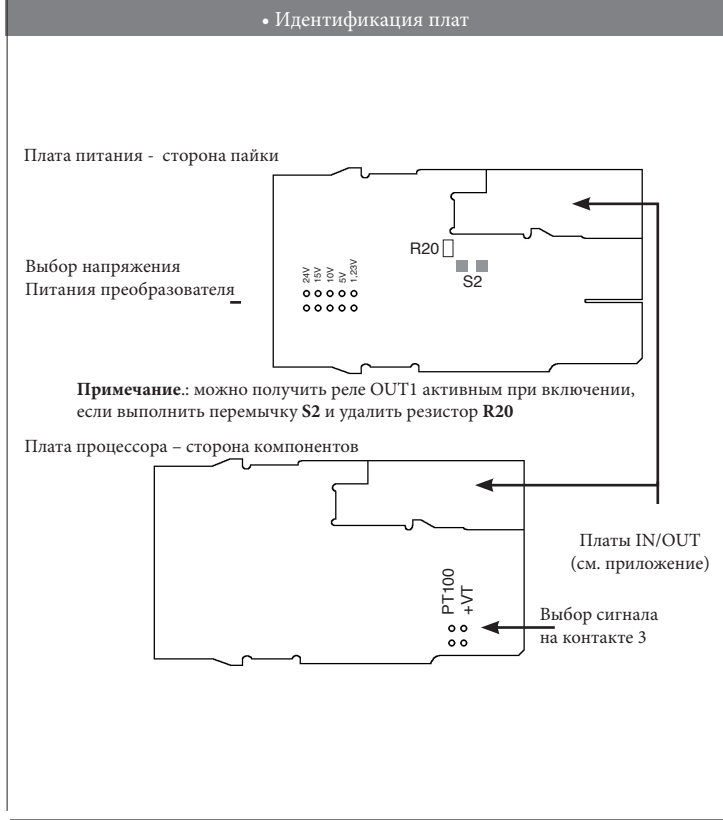 • Идентификация плат
Плата питания - сторона пайки
R20
S2
Выбор напряжения
Питания преобразователя
24V
15V
10V
5V
1,23V
Примечание.: можно получить реле OUT1 активным при включении,
если выполнить перемычку S2 и удалить резистор R20
Плата процессора – сторона компонентов
Платы IN/OUT
(см. приложение)
PT100
+VT
Выбор сигнала
на контакте 3